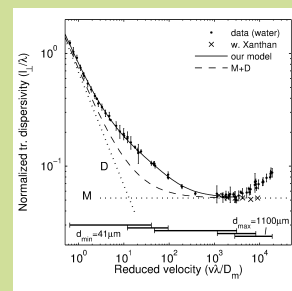 Normalized tr. dispersivity (l⊥/λ)
10⁰
10⁻¹
data (water)
w. Xanthan
our model
M+D
D
M
d_min=41μm
d_max=1100μm
10⁰ 10¹ 10² 10³ 10⁴
Reduced velocity (vλ/D_m)